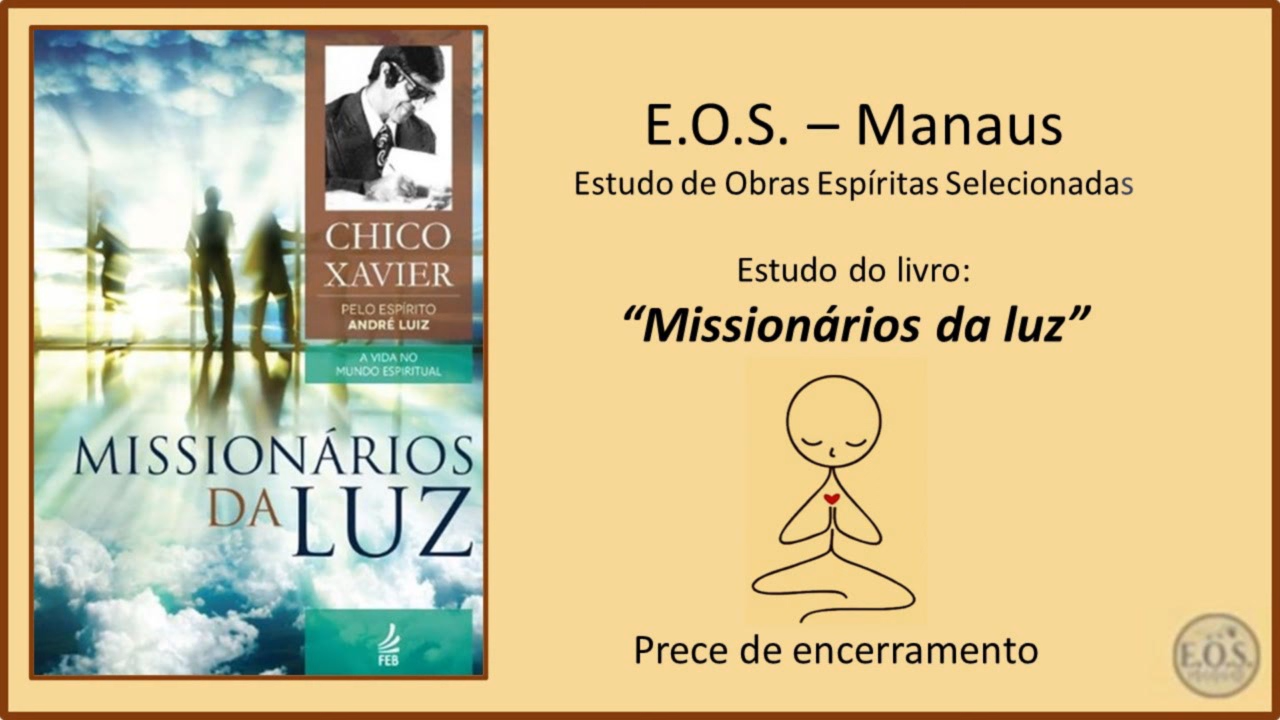 CHICO
XAVIER
PELO ESPÍRITO
ANDRÉ LUIZ
A VIDA NO
MUNDO ESPIRITUAL
MISSIONÁRIOS
DA LUZ
FEB
E.O.S. – Manaus
Estudo de Obras Espíritas Selecionadas
Estudo do livro:
“Missionários da luz”
Prece de encerramento
E.O.S.